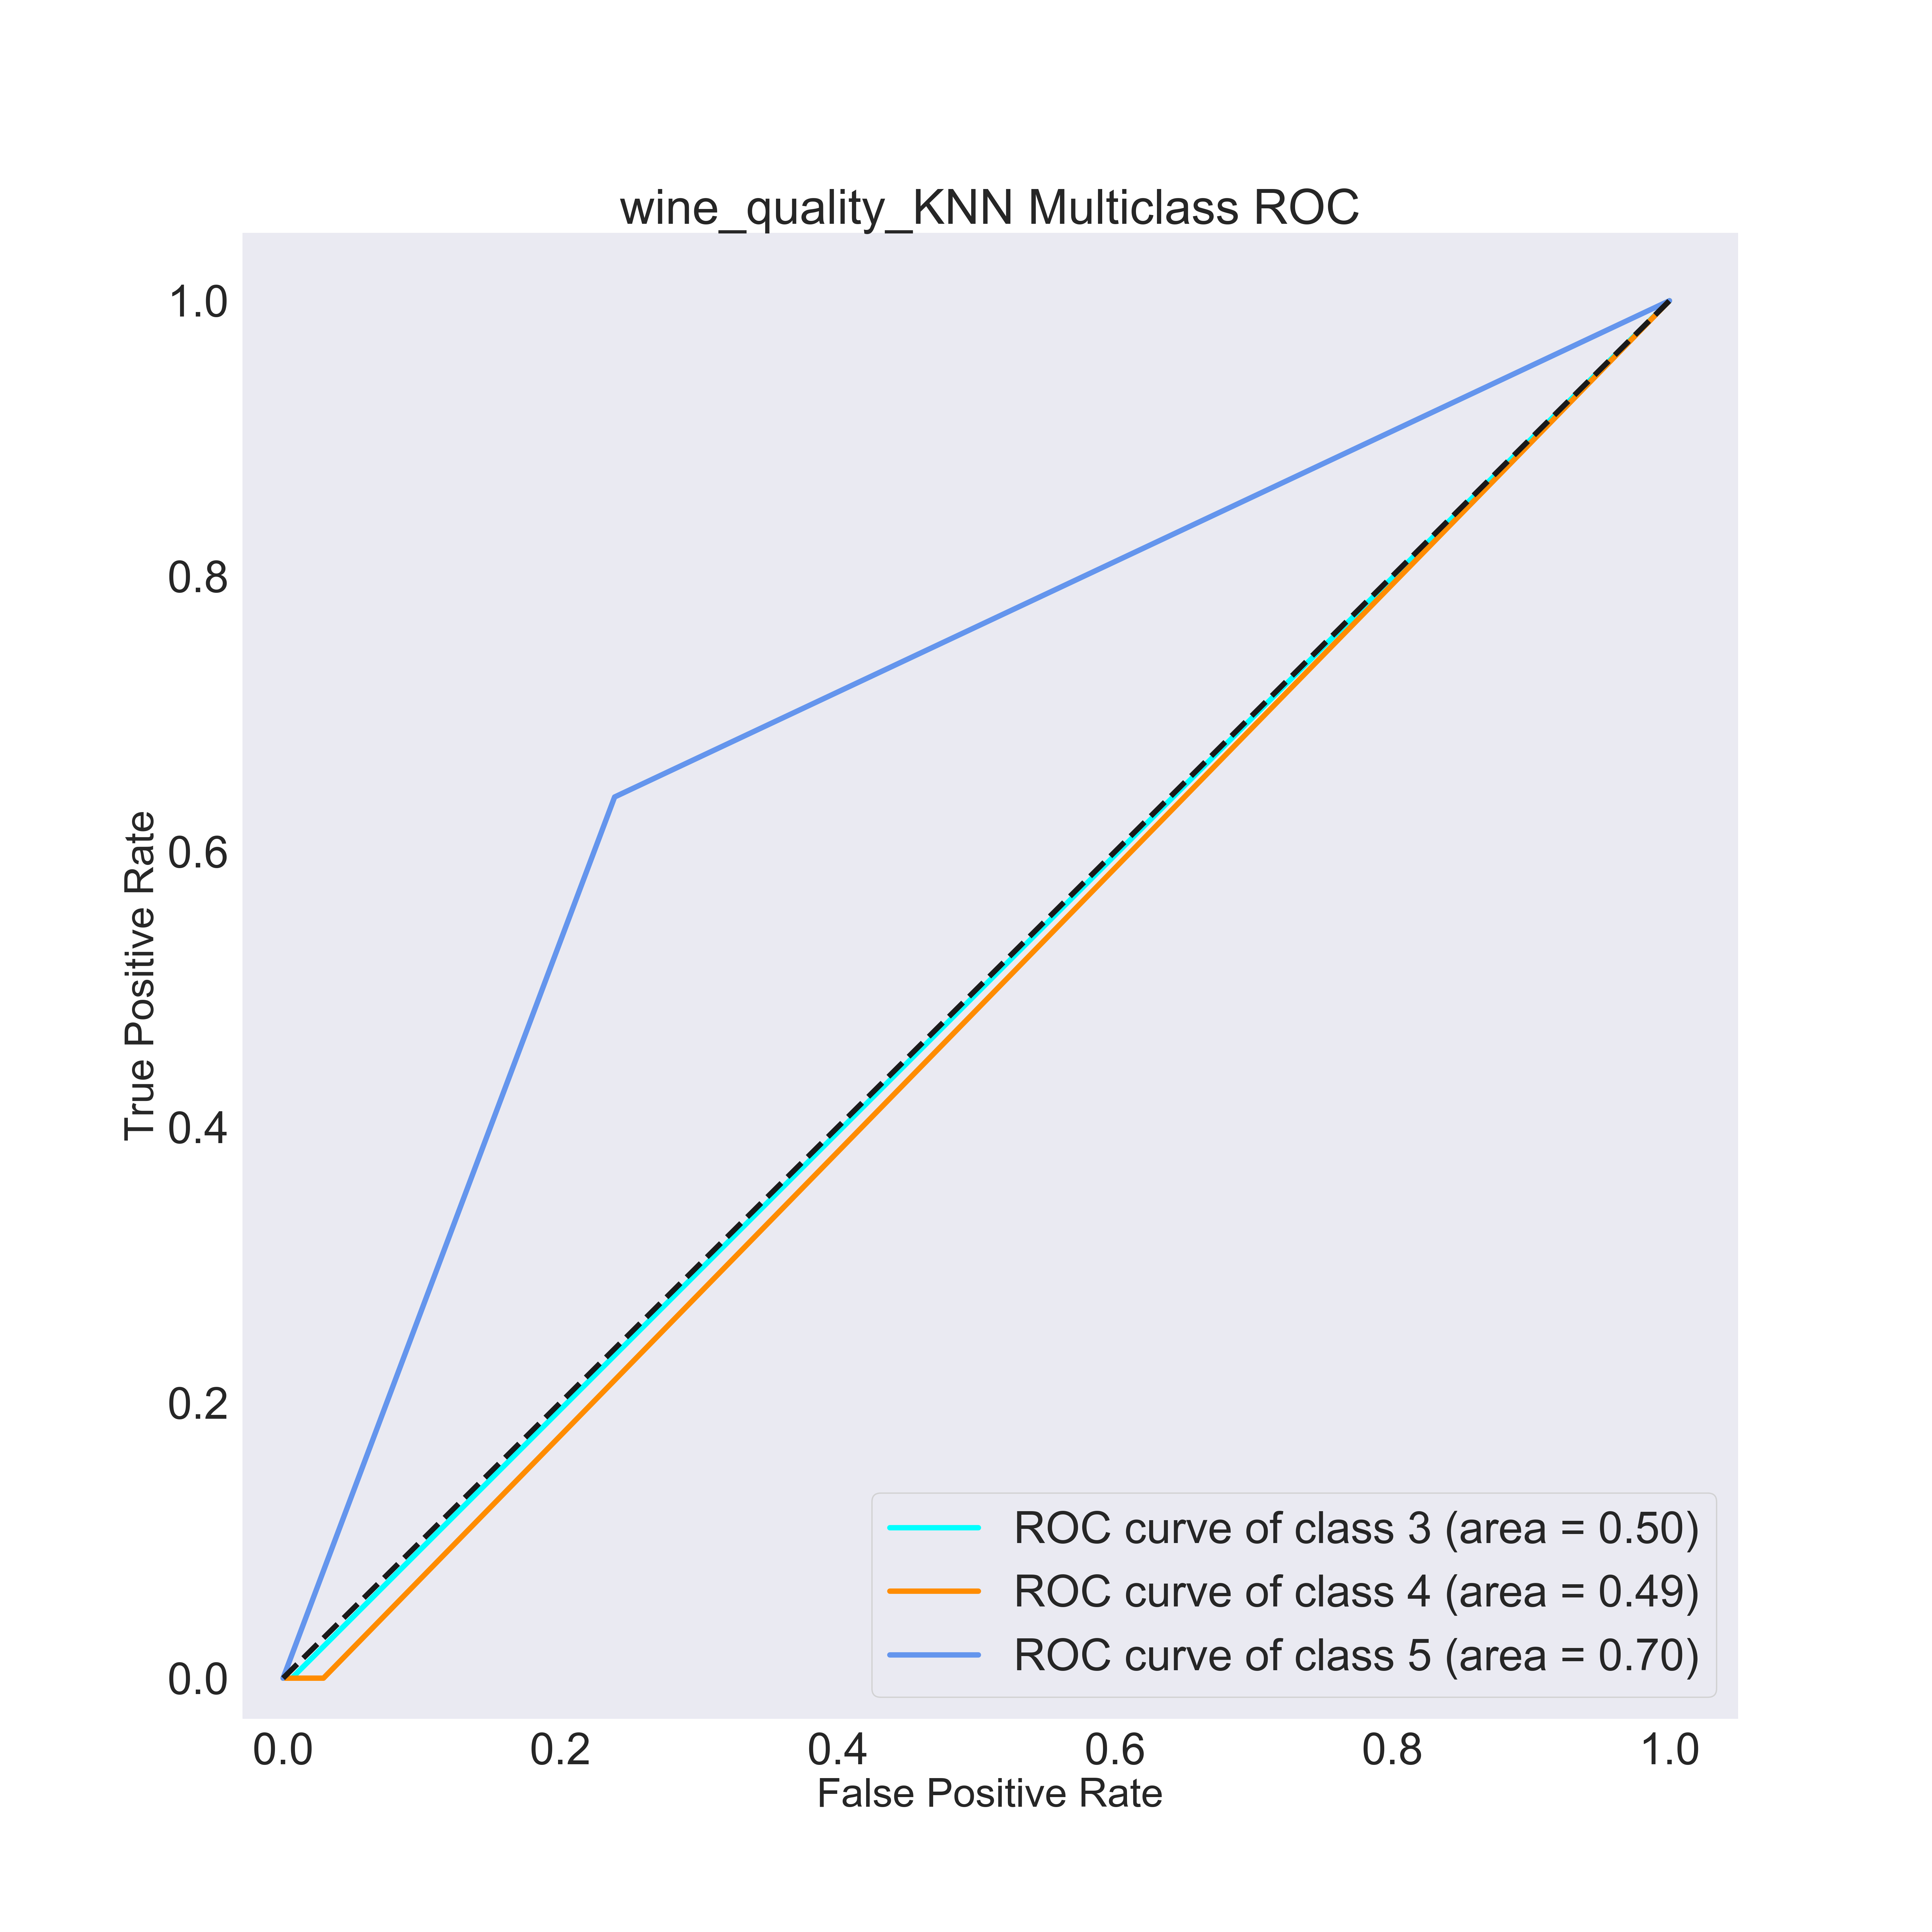 wine_quality_KNN Multiclass ROC
True Positive Rate
1.0
0.8
0.6
0.4
0.2
0.0
ROC curve of class 3 (area = 0.50)
ROC curve of class 4 (area = 0.49)
ROC curve of class 5 (area = 0.70)
0.0 0.2 0.4 0.6 0.8 1.0
False Positive Rate